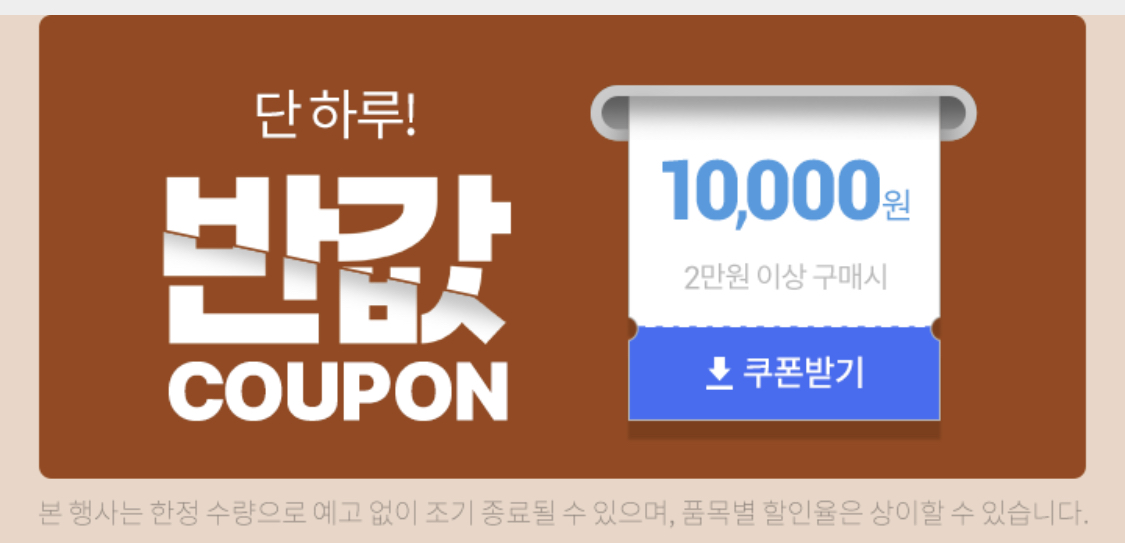 단 하루!
반값
COUPON
10,000원
2만원 이상 구매시
쿠폰받기
본 행사는 한정 수량으로 예고 없이 조기 종료될 수 있으며, 품목별 할인율은 상이할 수 있습니다.